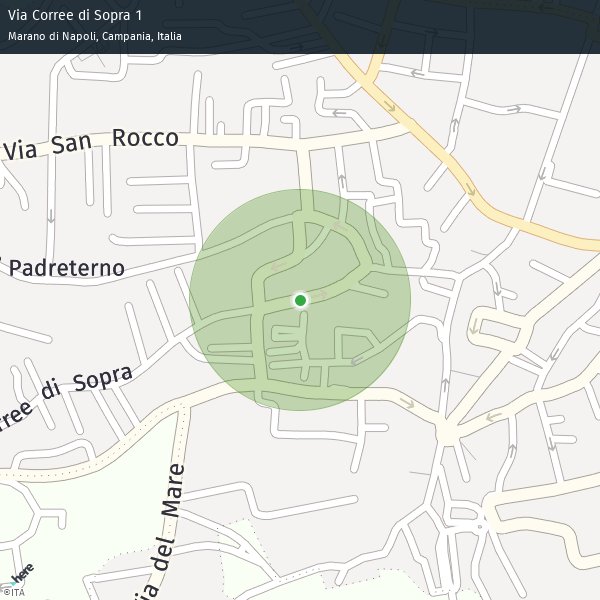 Via Corree di Sopra 1
Marano di Napoli, Campania, Italia
Via San Rocco
Padreterno
rree di Sopra
ia del Mare
here
©ITA